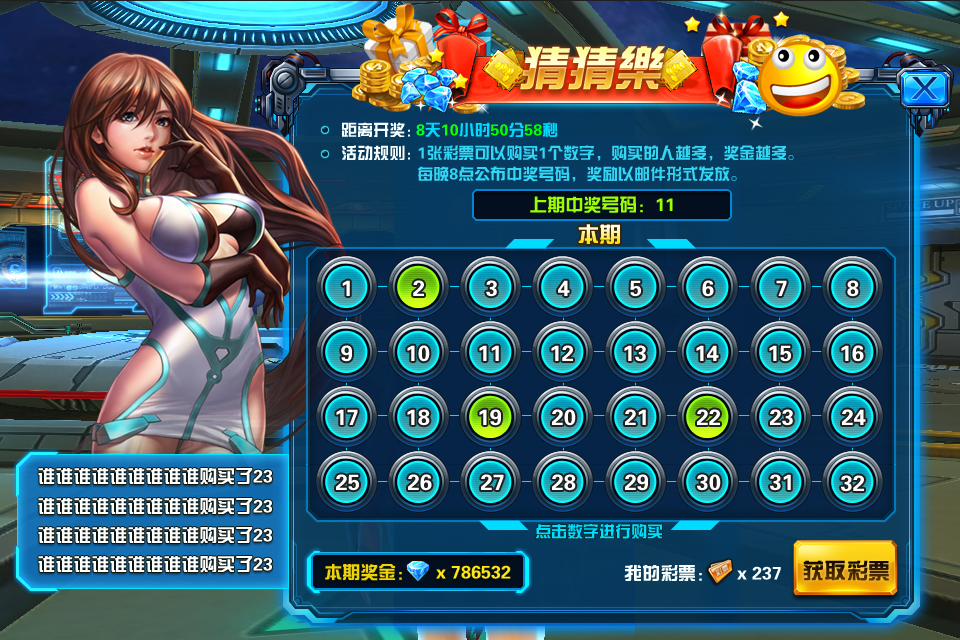 猜猜樂
距离开奖：8天10小时50分58秒
活动规则：1张彩票可以购买1个数字，购买的人越多，奖金越多。
每晚8点公布中奖号码，奖励以邮件形式发放。
上期中奖号码：11
本期
1 2 3 4 5 6 7 8
9 10 11 12 13 14 15 16
17 18 19 20 21 22 23 24
25 26 27 28 29 30 31 32
点击数字进行购买
谁谁谁谁谁谁谁谁谁购买了23
谁谁谁谁谁谁谁谁谁购买了23
谁谁谁谁谁谁谁谁谁购买了23
谁谁谁谁谁谁谁谁谁购买了23
本期奖金：x 786532
我的彩票：x 237
获取彩票